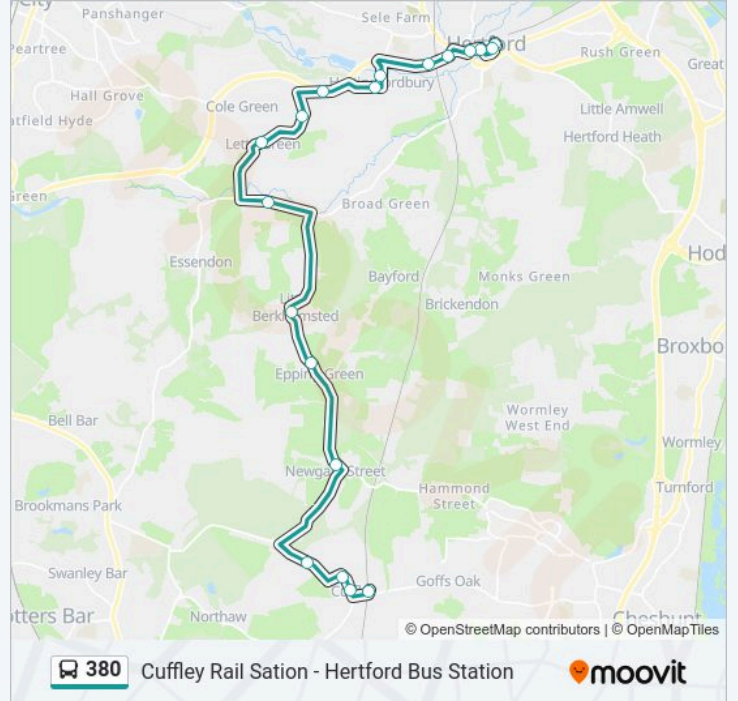 City
Panshanger
Sele Farm
Peartree
Hertford
Rush Green
Great
Hall Grove
Cole Green
Little Amwell
atfield Hyde
Hertford Heath
Green
Broad Green
Hod
Essendon
Bayford
Monks Green
Brickendon
Broxbo
Epping Green
Wormley
West End
Bell Bar
Wormley
Newgate Street
Hammond
Street
Turnford
Brookmans Park
Swanley Bar
Goffs Oak
otters Bar
Northaw
Cheshunt
© OpenStreetMap contributors | © OpenMapTiles
380 Cuffley Rail Sation - Hertford Bus Station
moovit